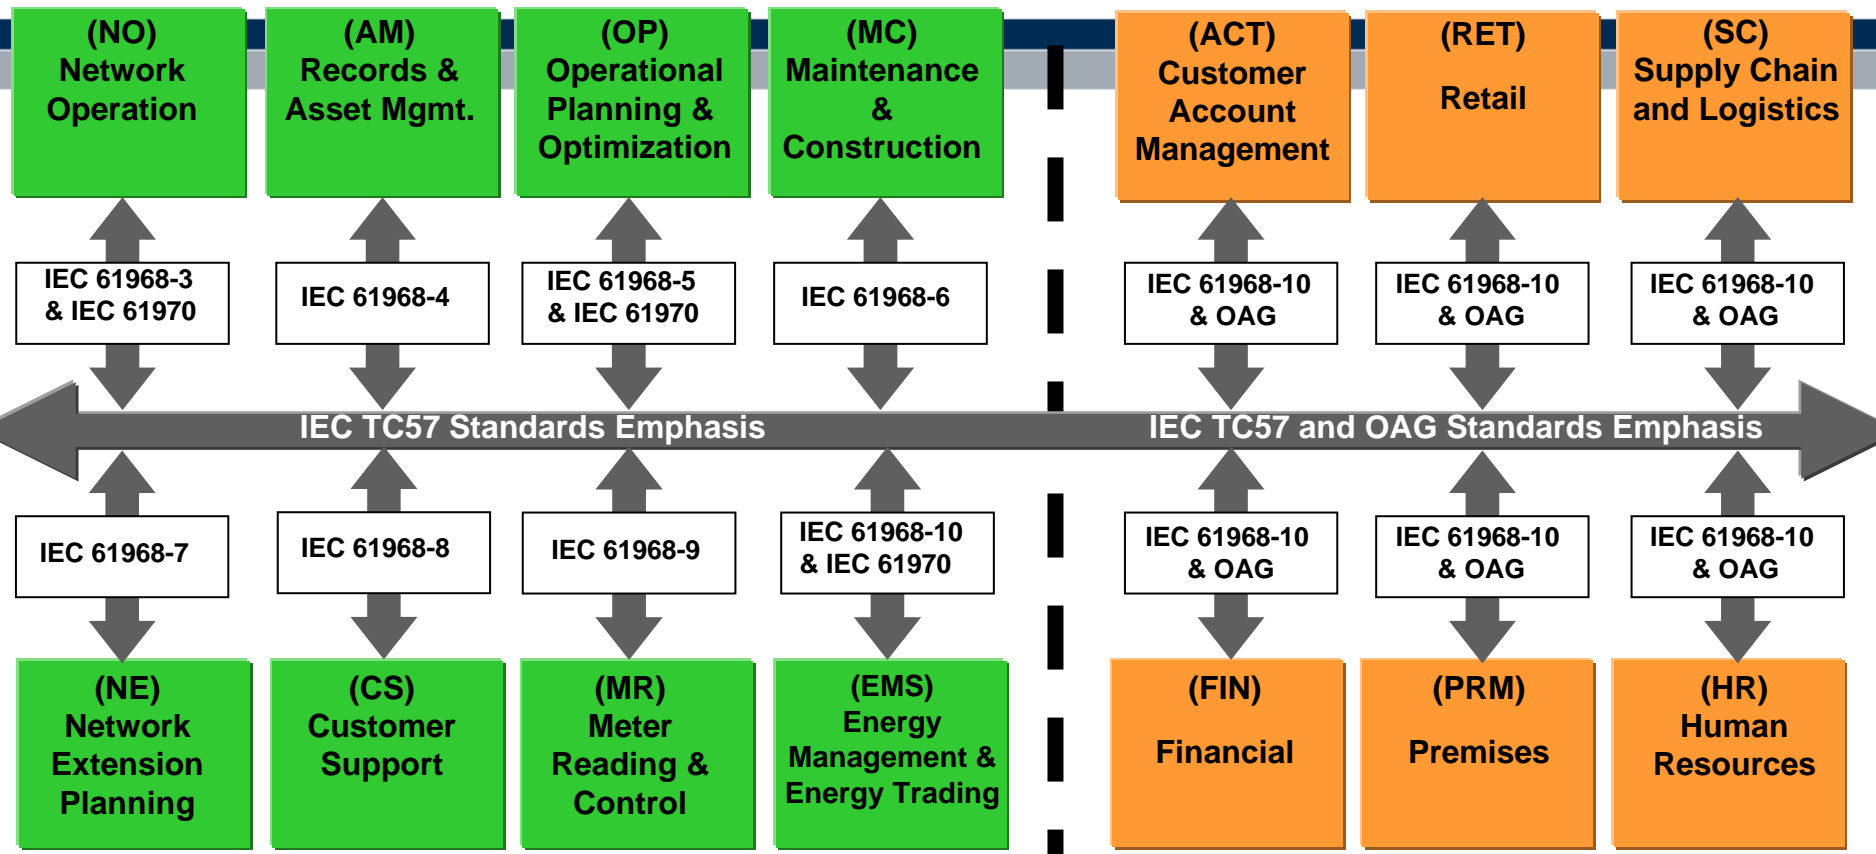 (NO)
Network
Operation
(AM)
Records &
Asset Mgmt.
(OP)
Operational
Planning &
Optimization
(MC)
Maintenance
&
Construction
(ACT)
Customer
Account
Management
(RET)
Retail
(SC)
Supply Chain
and Logistics
IEC 61968-3
& IEC 61970
IEC 61968-4
IEC 61968-5
& IEC 61970
IEC 61968-6
IEC 61968-10
& OAG
IEC 61968-10
& OAG
IEC 61968-10
& OAG
IEC TC57 Standards Emphasis
IEC TC57 and OAG Standards Emphasis
IEC 61968-7
IEC 61968-8
IEC 61968-9
IEC 61968-10
& IEC 61970
IEC 61968-10
& OAG
IEC 61968-10
& OAG
IEC 61968-10
& OAG
(NE)
Network
Extension
Planning
(CS)
Customer
Support
(MR)
Meter
Reading &
Control
(EMS)
Energy
Management &
Energy Trading
(FIN)
Financial
(PRM)
Premises
(HR)
Human
Resources